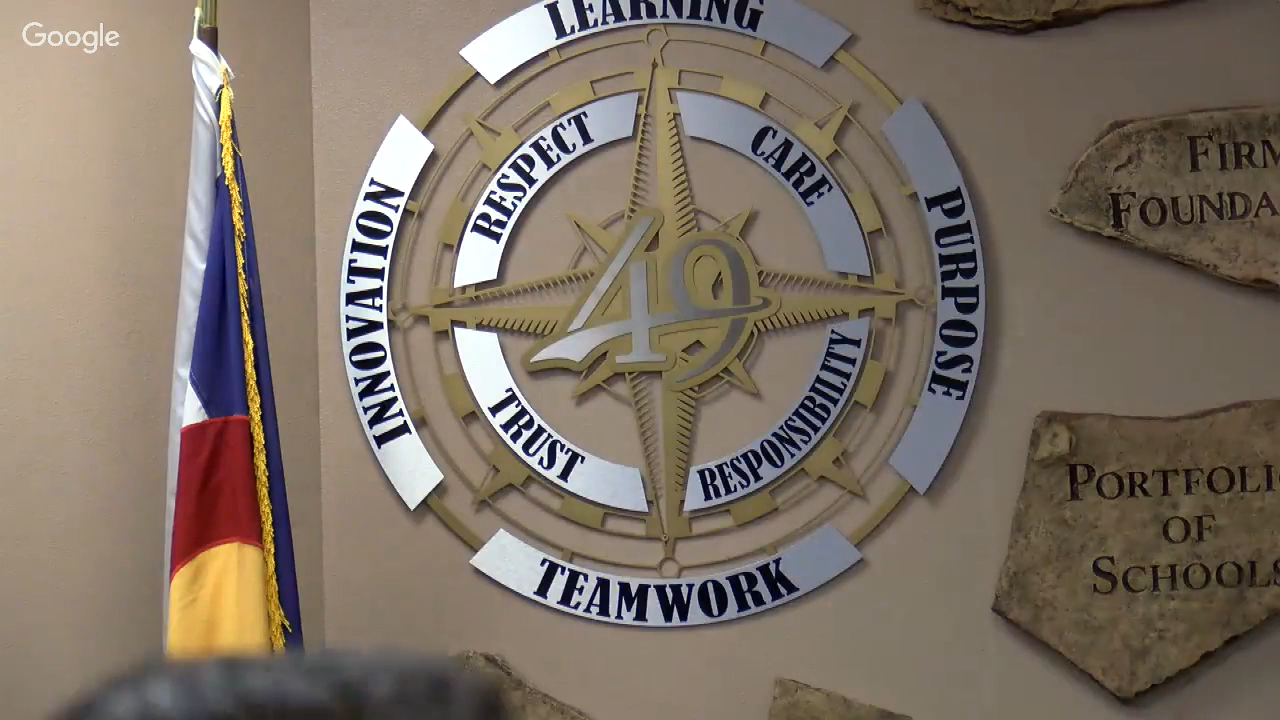 Google
LEARNING
RESPECT
CARE
INNOVATION
PURPOSE
49
TRUST
RESPONSIBILITY
TEAMWORK
FIRM
FOUNDA
PORTFOLIO
OF
SCHOOLS